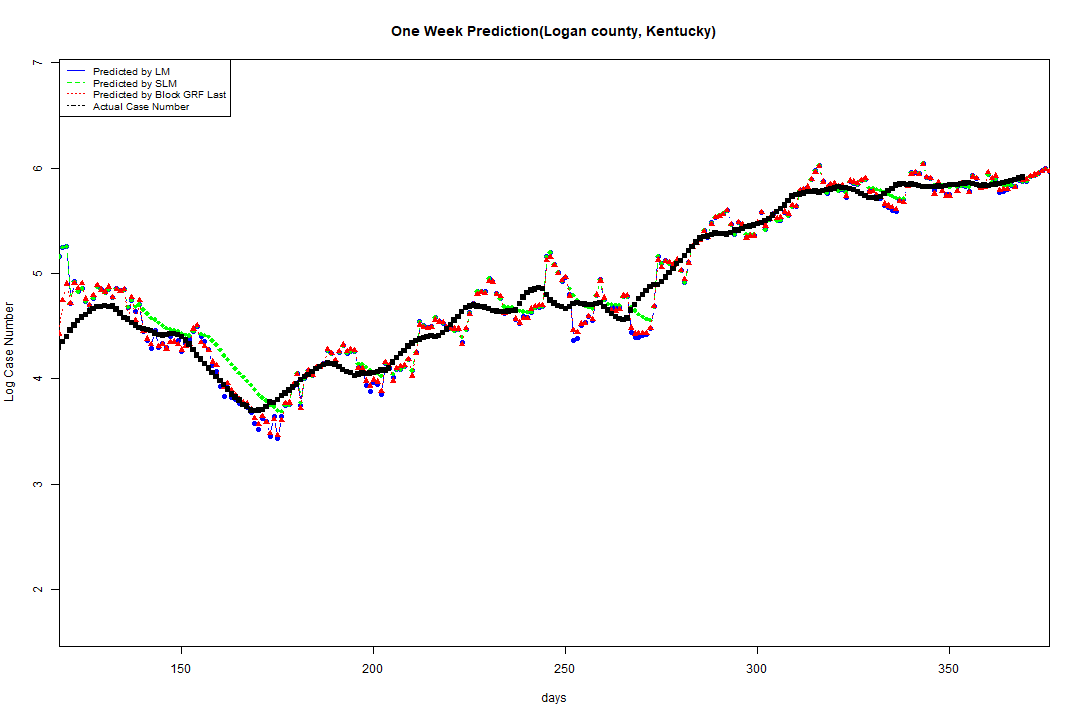 One Week Prediction(Logan county, Kentucky)
Predicted by LM
Predicted by SLM
Predicted by Block GRF Last
Actual Case Number
7
6
5
4
3
2
Log Case Number
150 200 250 300 350
days